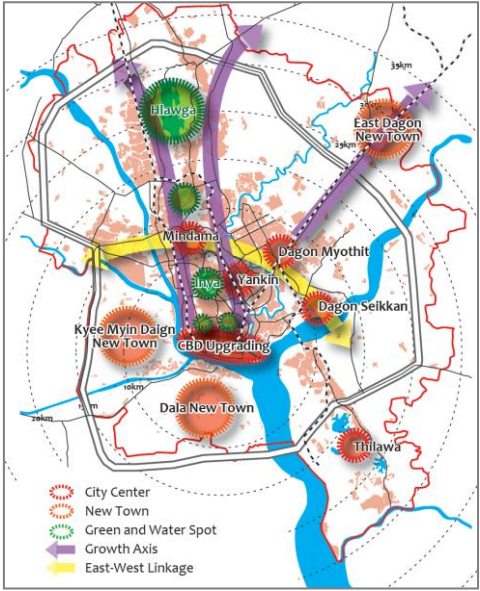 Hlawga
35km
30km
East Dagon
New Town
25km
Mindama
Dagon Myothit
Inya
Yankin
Dagon Seikkan
Kyee Myin Daign
New Town
CBD Upgrading
10km
Dala New Town
20km
Thilawa
City Center
New Town
Green and Water Spot
Growth Axis
East-West Linkage